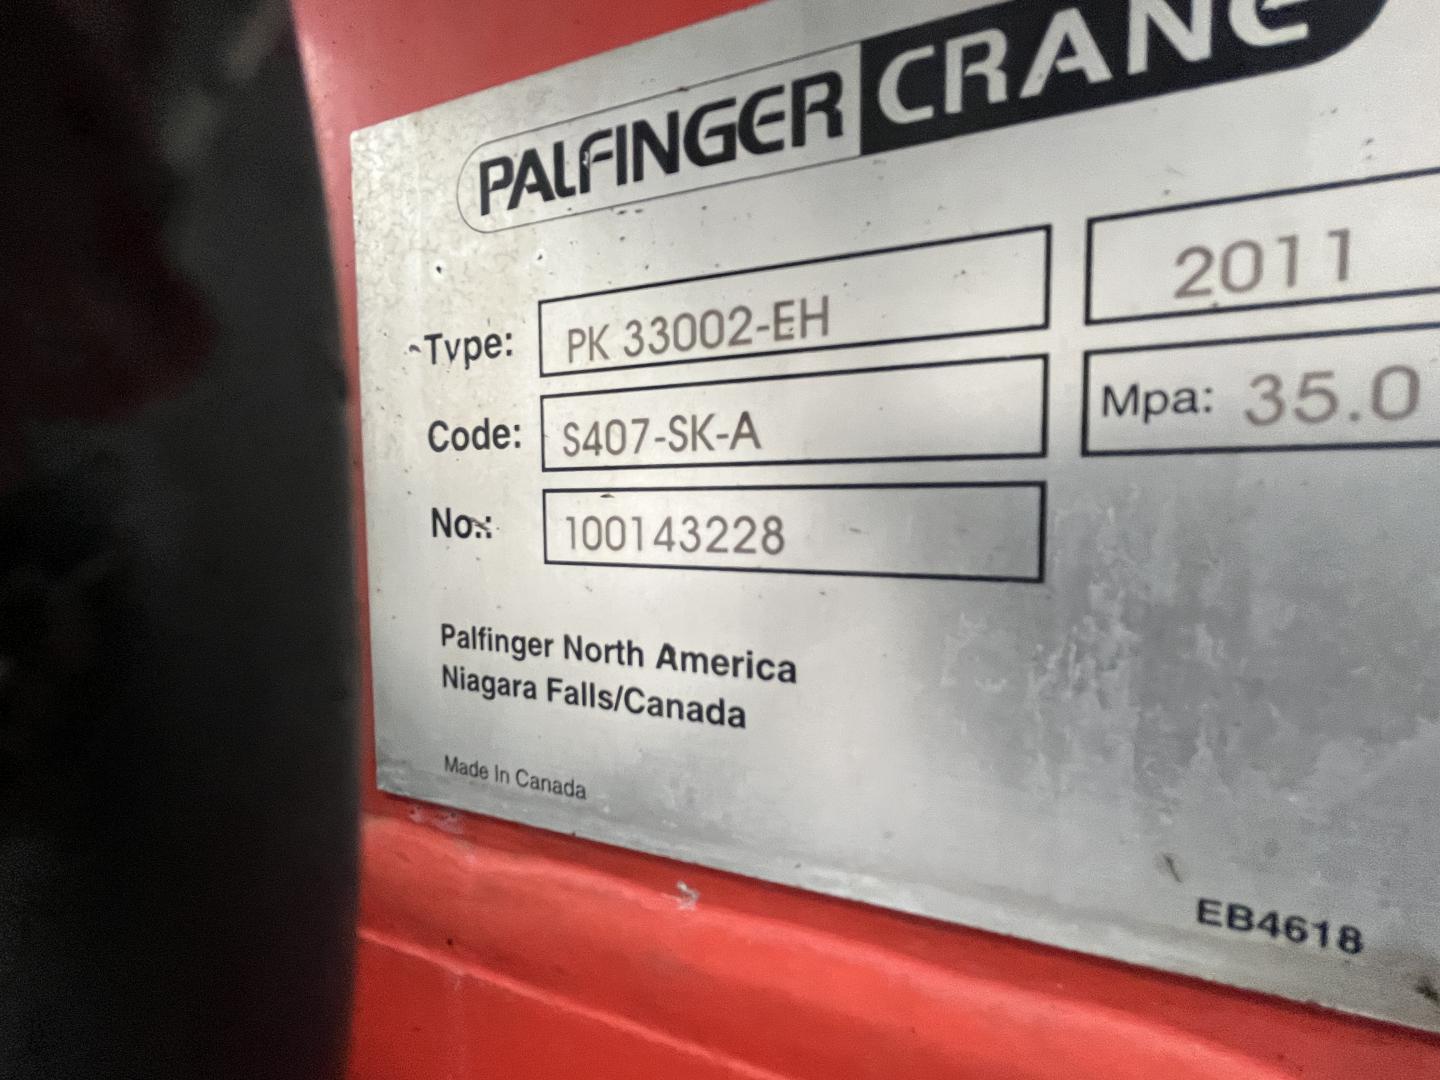 PALFINGER CRANE
Type: PK 33002-EH 2011
Code: S407-SK-A Mpa: 35.0
No.: 100143228
Palfinger North America
Niagara Falls/Canada
Made In Canada
EB4618